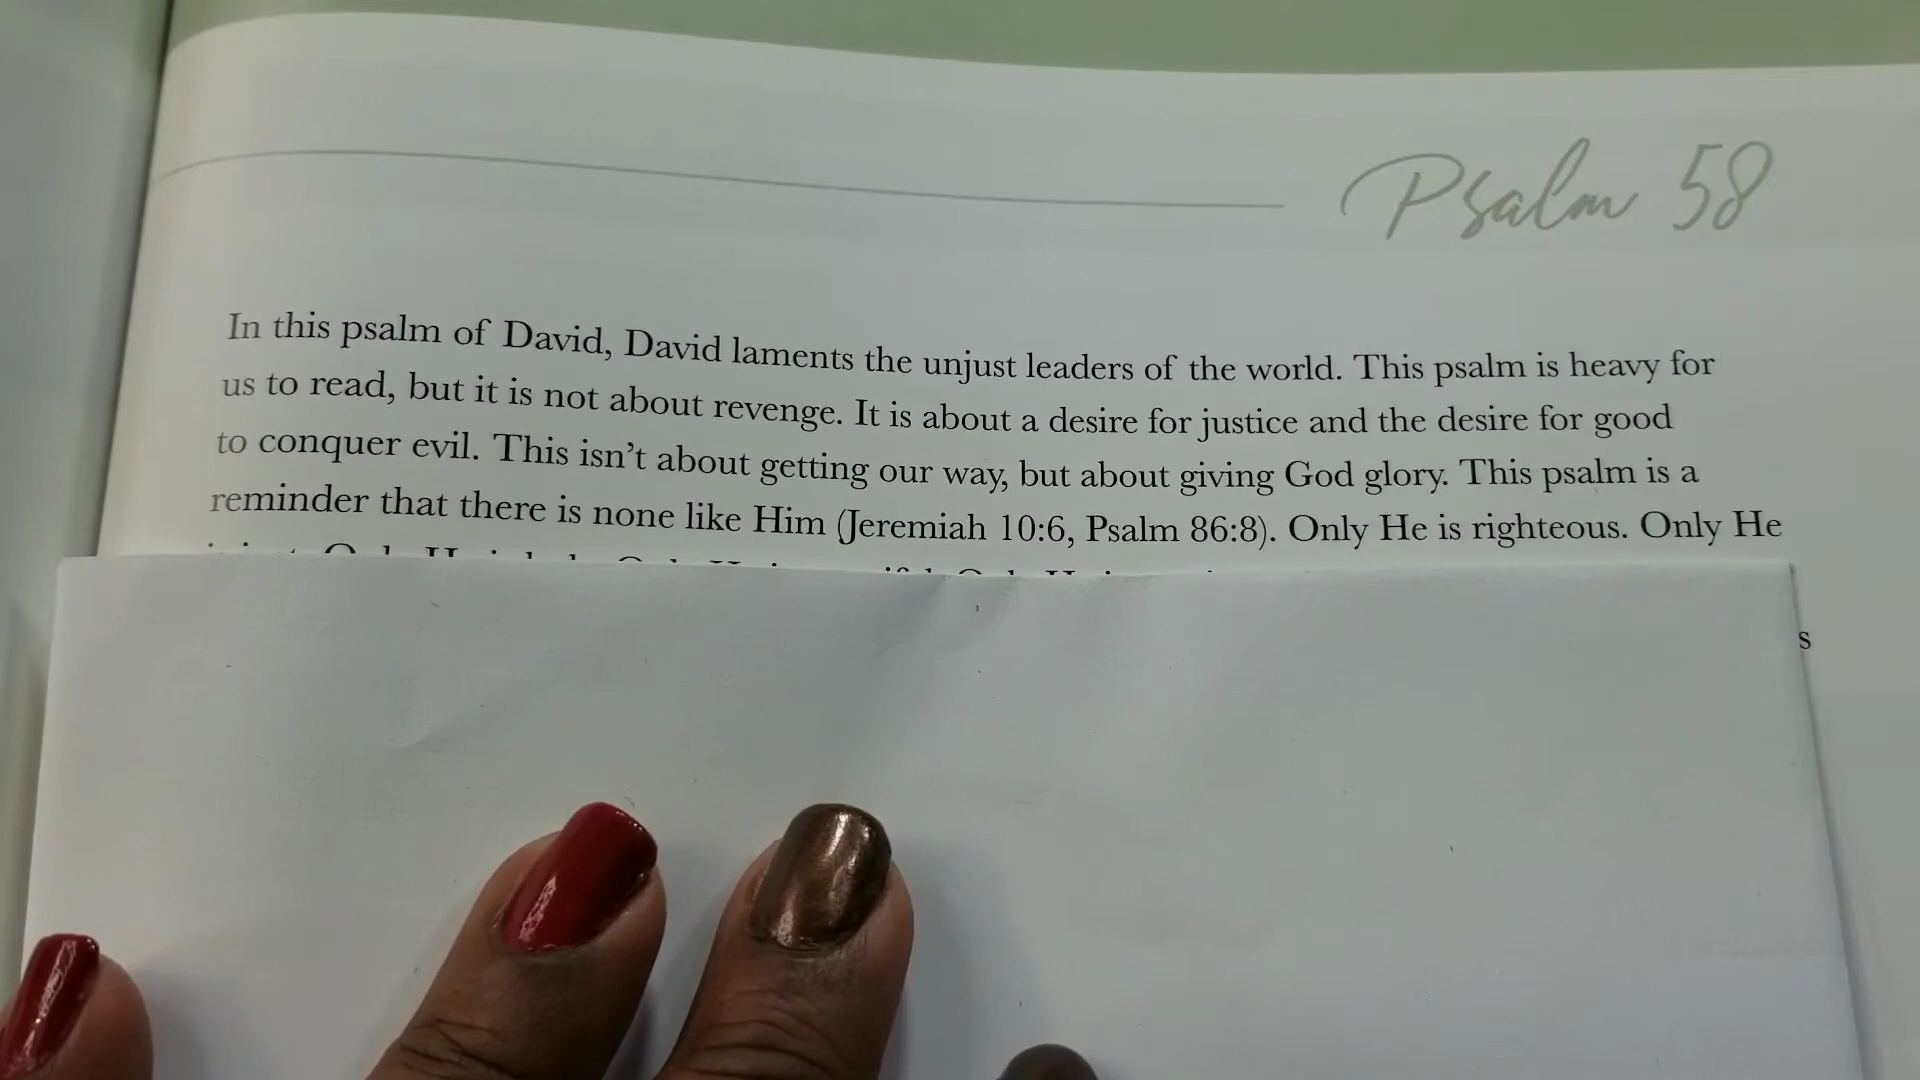 Psalm 58
In this psalm of David, David laments the unjust leaders of the world. This psalm is heavy for
us to read, but it is not about revenge. It is about a desire for justice and the desire for good
to conquer evil. This isn't about getting our way, but about giving God glory. This psalm is a
reminder that there is none like Him (Jeremiah 10:6, Psalm 86:8). Only He is righteous. Only He
s